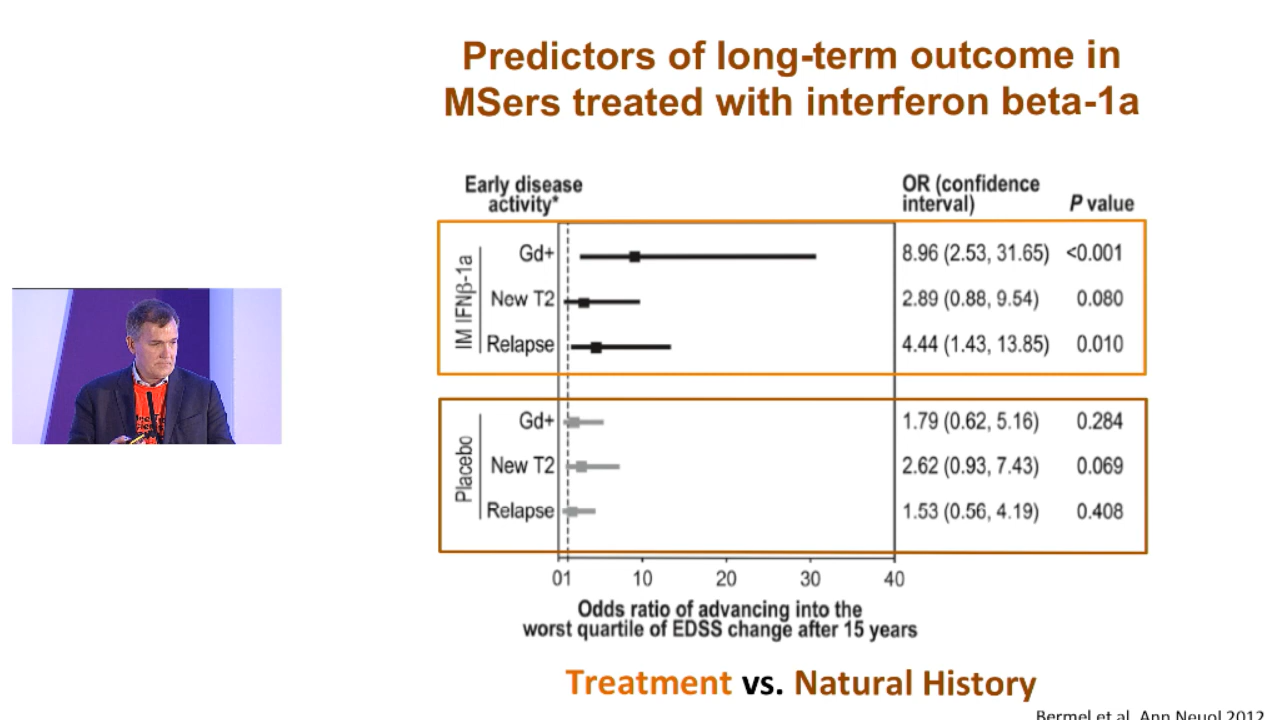 Predictors of long-term outcome in
MSers treated with interferon beta-1a
Early disease
activity*
OR (confidence
interval)
P value
IM IFNβ-1a
Gd+ 8.96 (2.53, 31.65) <0.001
New T2 2.89 (0.88, 9.54) 0.080
Relapse 4.44 (1.43, 13.85) 0.010
Placebo
Gd+ 1.79 (0.62, 5.16) 0.284
New T2 2.62 (0.93, 7.43) 0.069
Relapse 1.53 (0.56, 4.19) 0.408
01 10 20 30 40
Odds ratio of advancing into the
worst quartile of EDSS change after 15 years
Treatment vs. Natural History
Bermel et al. Ann Neuol 2012